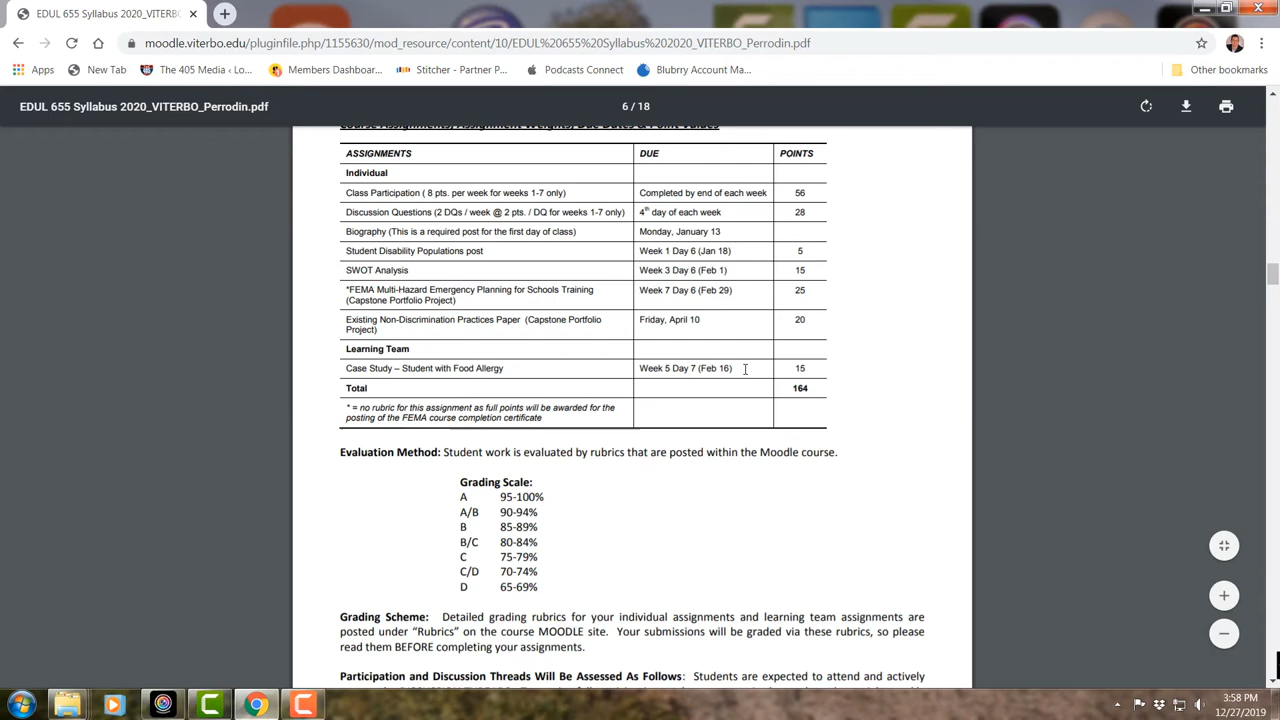 EDUL 655 Syllabus 2020_VITERBO
moodle.viterbo.edu/pluginfile.php/1155630/mod_resource/content/10/EDUL%20655%20Syllabus%202020_VITERBO_Perrodin.pdf
Apps New Tab The 405 Media ‹ Lo... Members Dashboar... Stitcher - Partner P... Podcasts Connect Blubrry Account Ma... Other bookmarks
EDUL 655 Syllabus 2020_VITERBO_Perrodin.pdf 6 / 18
Course Assignments, Assignment Weights, Due Dates & Point Values
ASSIGNMENTS DUE POINTS
Individual
Class Participation ( 8 pts. per week for weeks 1-7 only) Completed by end of each week 56
Discussion Questions (2 DQs / week @ 2 pts. / DQ for weeks 1-7 only) 4th day of each week 28
Biography (This is a required post for the first day of class) Monday, January 13
Student Disability Populations post Week 1 Day 6 (Jan 18) 5
SWOT Analysis Week 3 Day 6 (Feb 1) 15
*FEMA Multi-Hazard Emergency Planning for Schools Training Week 7 Day 6 (Feb 29) 25
(Capstone Portfolio Project)
Existing Non-Discrimination Practices Paper (Capstone Portfolio Friday, April 10 20
Project)
Learning Team
Case Study – Student with Food Allergy Week 5 Day 7 (Feb 16) 15
Total 164
* = no rubric for this assignment as full points will be awarded for the
posting of the FEMA course completion certificate
Evaluation Method: Student work is evaluated by rubrics that are posted within the Moodle course.
Grading Scale:
A 95-100%
A/B 90-94%
B 85-89%
B/C 80-84%
C 75-79%
C/D 70-74%
D 65-69%
Grading Scheme: Detailed grading rubrics for your individual assignments and learning team assignments are
posted under “Rubrics” on the course MOODLE site. Your submissions will be graded via these rubrics, so please
read them BEFORE completing your assignments.
Participation and Discussion Threads Will Be Assessed As Follows: Students are expected to attend and actively
3:58 PM
12/27/2019